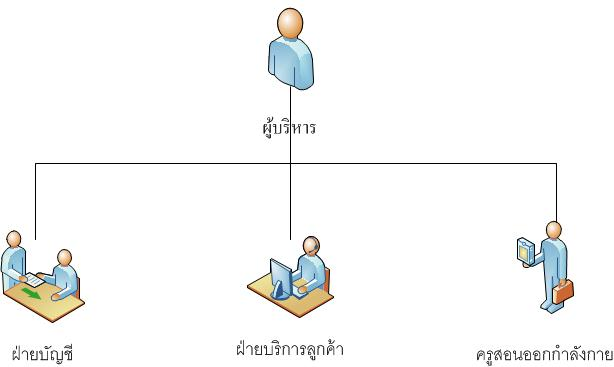 ผู้บริหาร
ฝ่ายบัญชี
ฝ่ายบริการลูกค้า
ครูสอนออกกำลังกาย